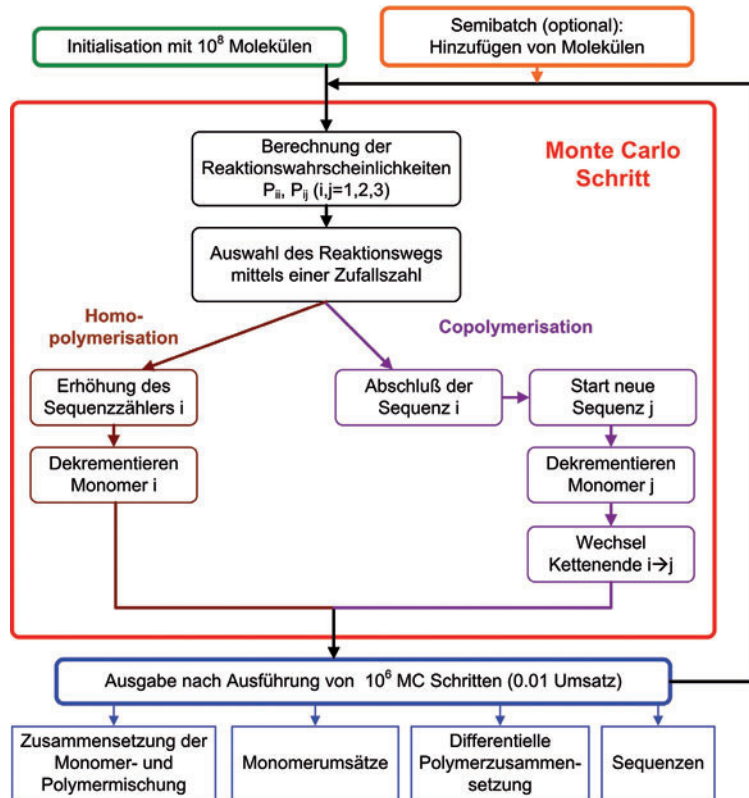 Initialisation mit 10⁸ Molekülen
Semibatch (optional):
Hinzufügen von Molekülen
Monte Carlo
Schritt
Berechnung der
Reaktionswahrscheinlichkeiten
Pᵢᵢ, Pᵢⱼ (i,j=1,2,3)
Auswahl des Reaktionswegs
mittels einer Zufallszahl
Homo-
polymerisation
Copolymerisation
Erhöhung des
Sequenzzählers i
Abschluß der
Sequenz i
Start neue
Sequenz j
Dekrementieren
Monomer i
Dekrementieren
Monomer j
Wechsel
Kettenende i→j
Ausgabe nach Ausführung von 10⁶ MC Schritten (0.01 Umsatz)
Zusammensetzung der
Monomer- und
Polymermischung
Monomerumsätze
Differentielle
Polymerzusammen-
setzung
Sequenzen